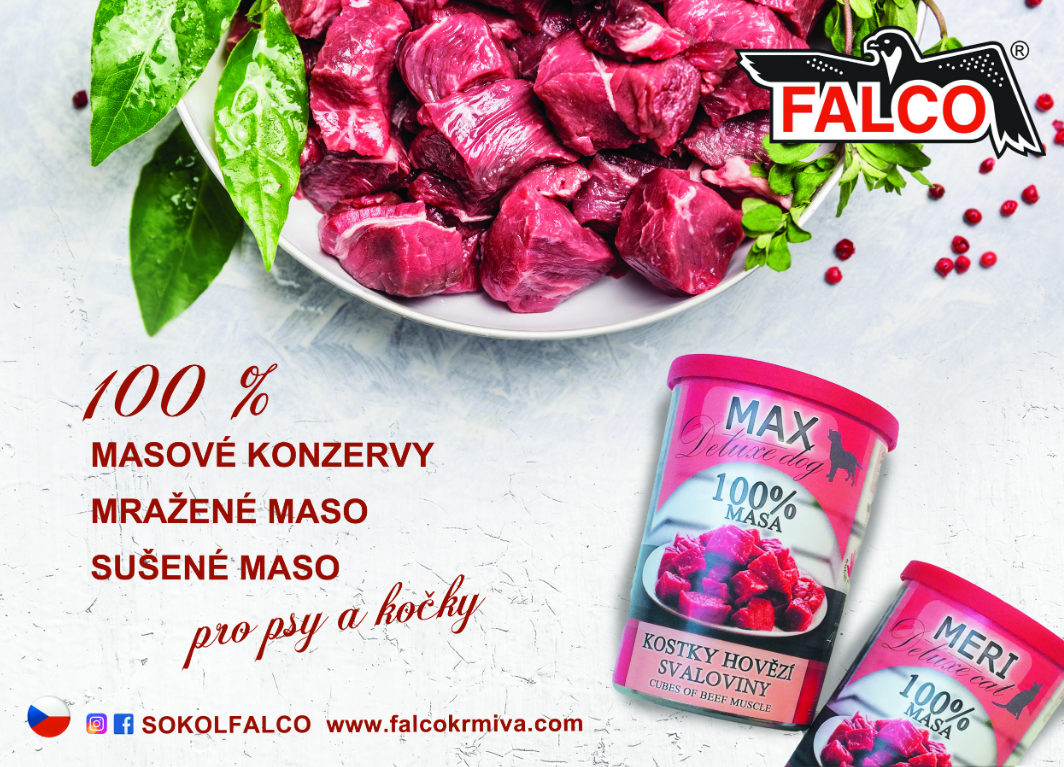 FALCO®
100 %
MASOVÉ KONZERVY
MRAŽENÉ MASO
SUŠENÉ MASO
pro psy a kočky
MAX
Deluxe dog
100%
MASA
KOSTKY HOVĚZÍ
SVALOVINY
CUBES OF BEEF MUSCLE
MERI
Deluxe cat
100%
MASA
SOKOLFALCO www.falcokrmiva.com